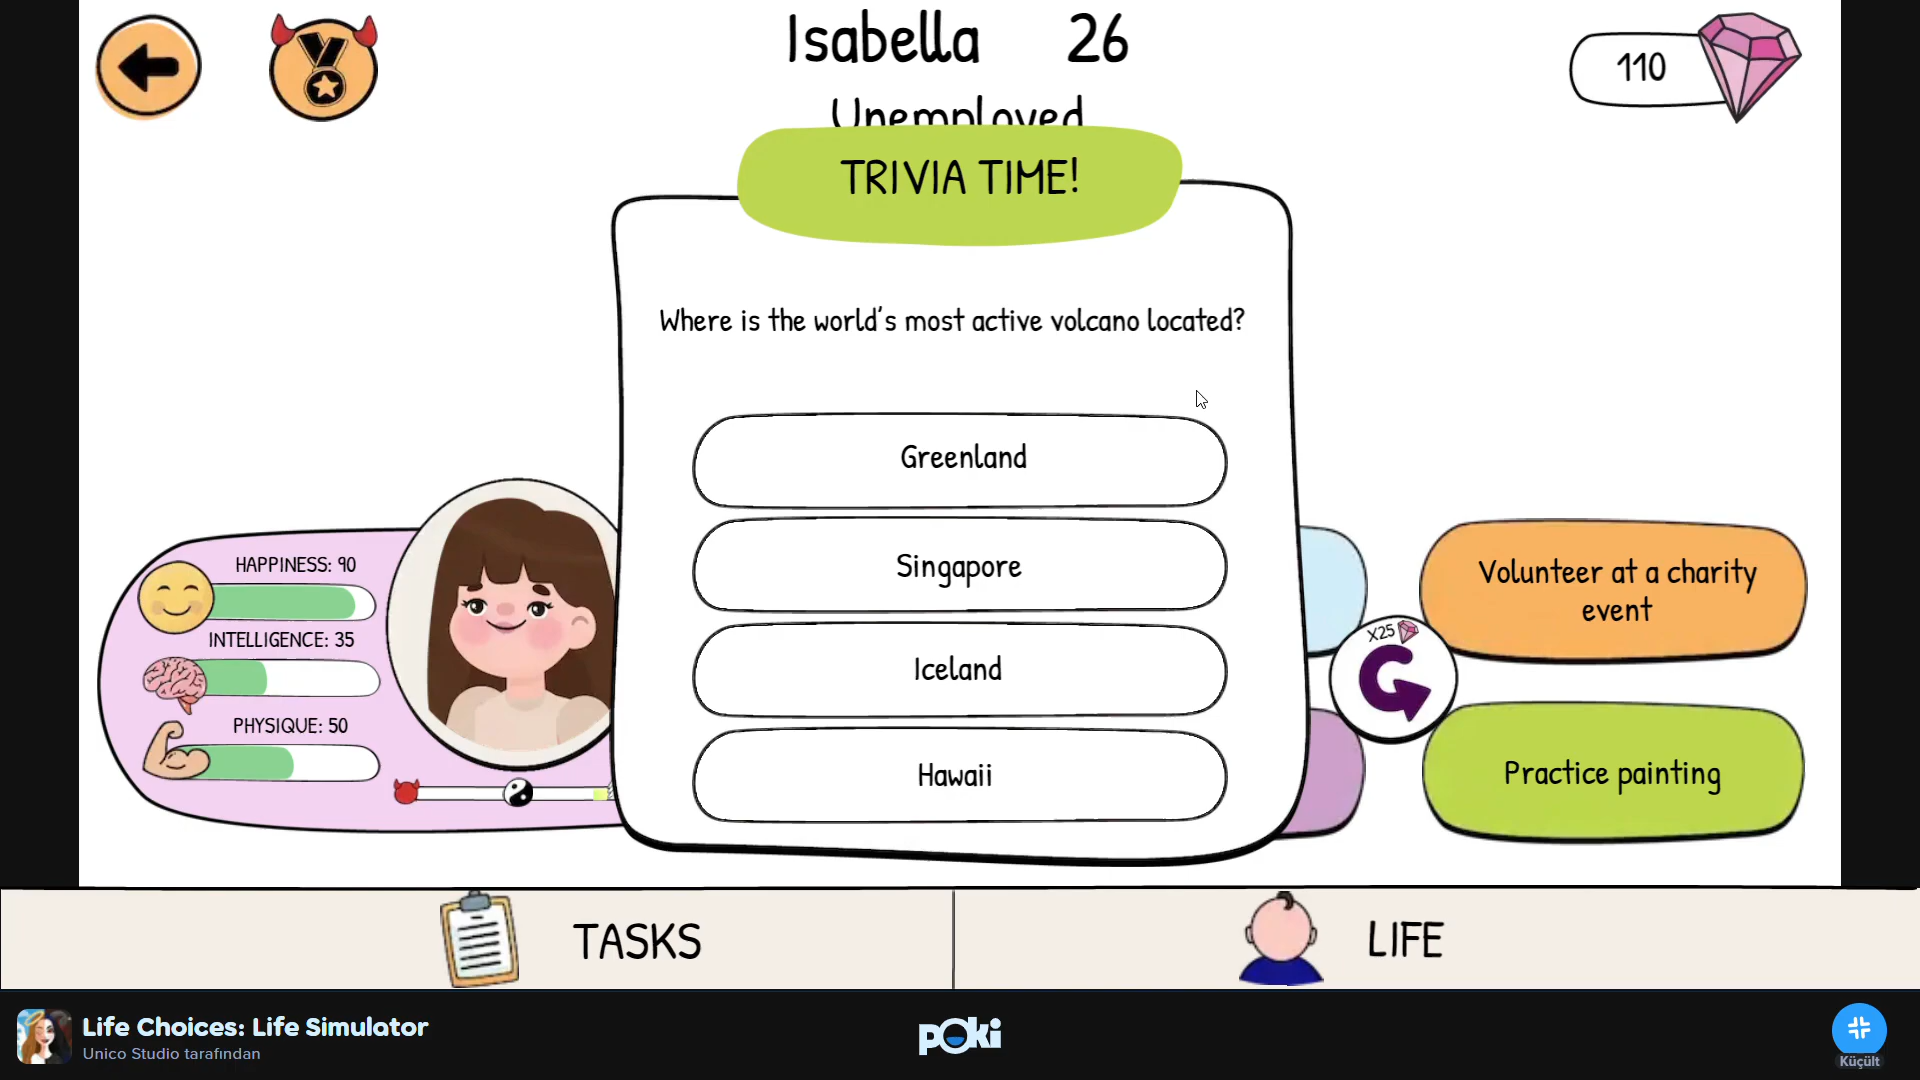 Isabella 26
110
Unemployed
TRIVIA TIME!
Where is the world's most active volcano located?
Greenland
Singapore
Iceland
Hawaii
HAPPINESS: 90
INTELLIGENCE: 35
PHYSIQUE: 50
Volunteer at a charity
event
X25
Practice painting
TASKS
LIFE
Life Choices: Life Simulator
Unico Studio tarafından
poki
Küçült